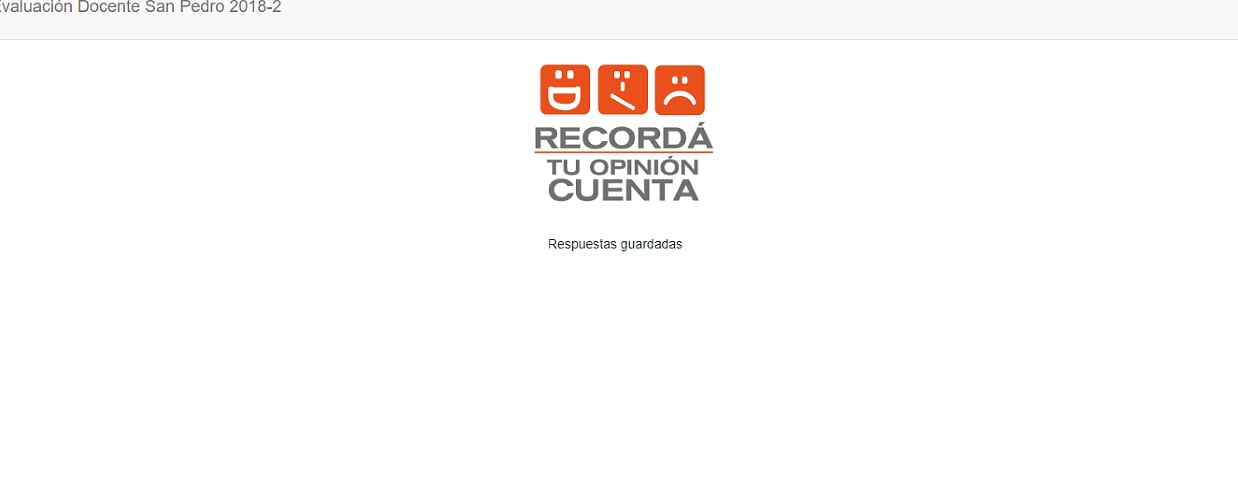 Evaluación Docente San Pedro 2018-2
RECORDÁ
TU OPINIÓN
CUENTA
Respuestas guardadas